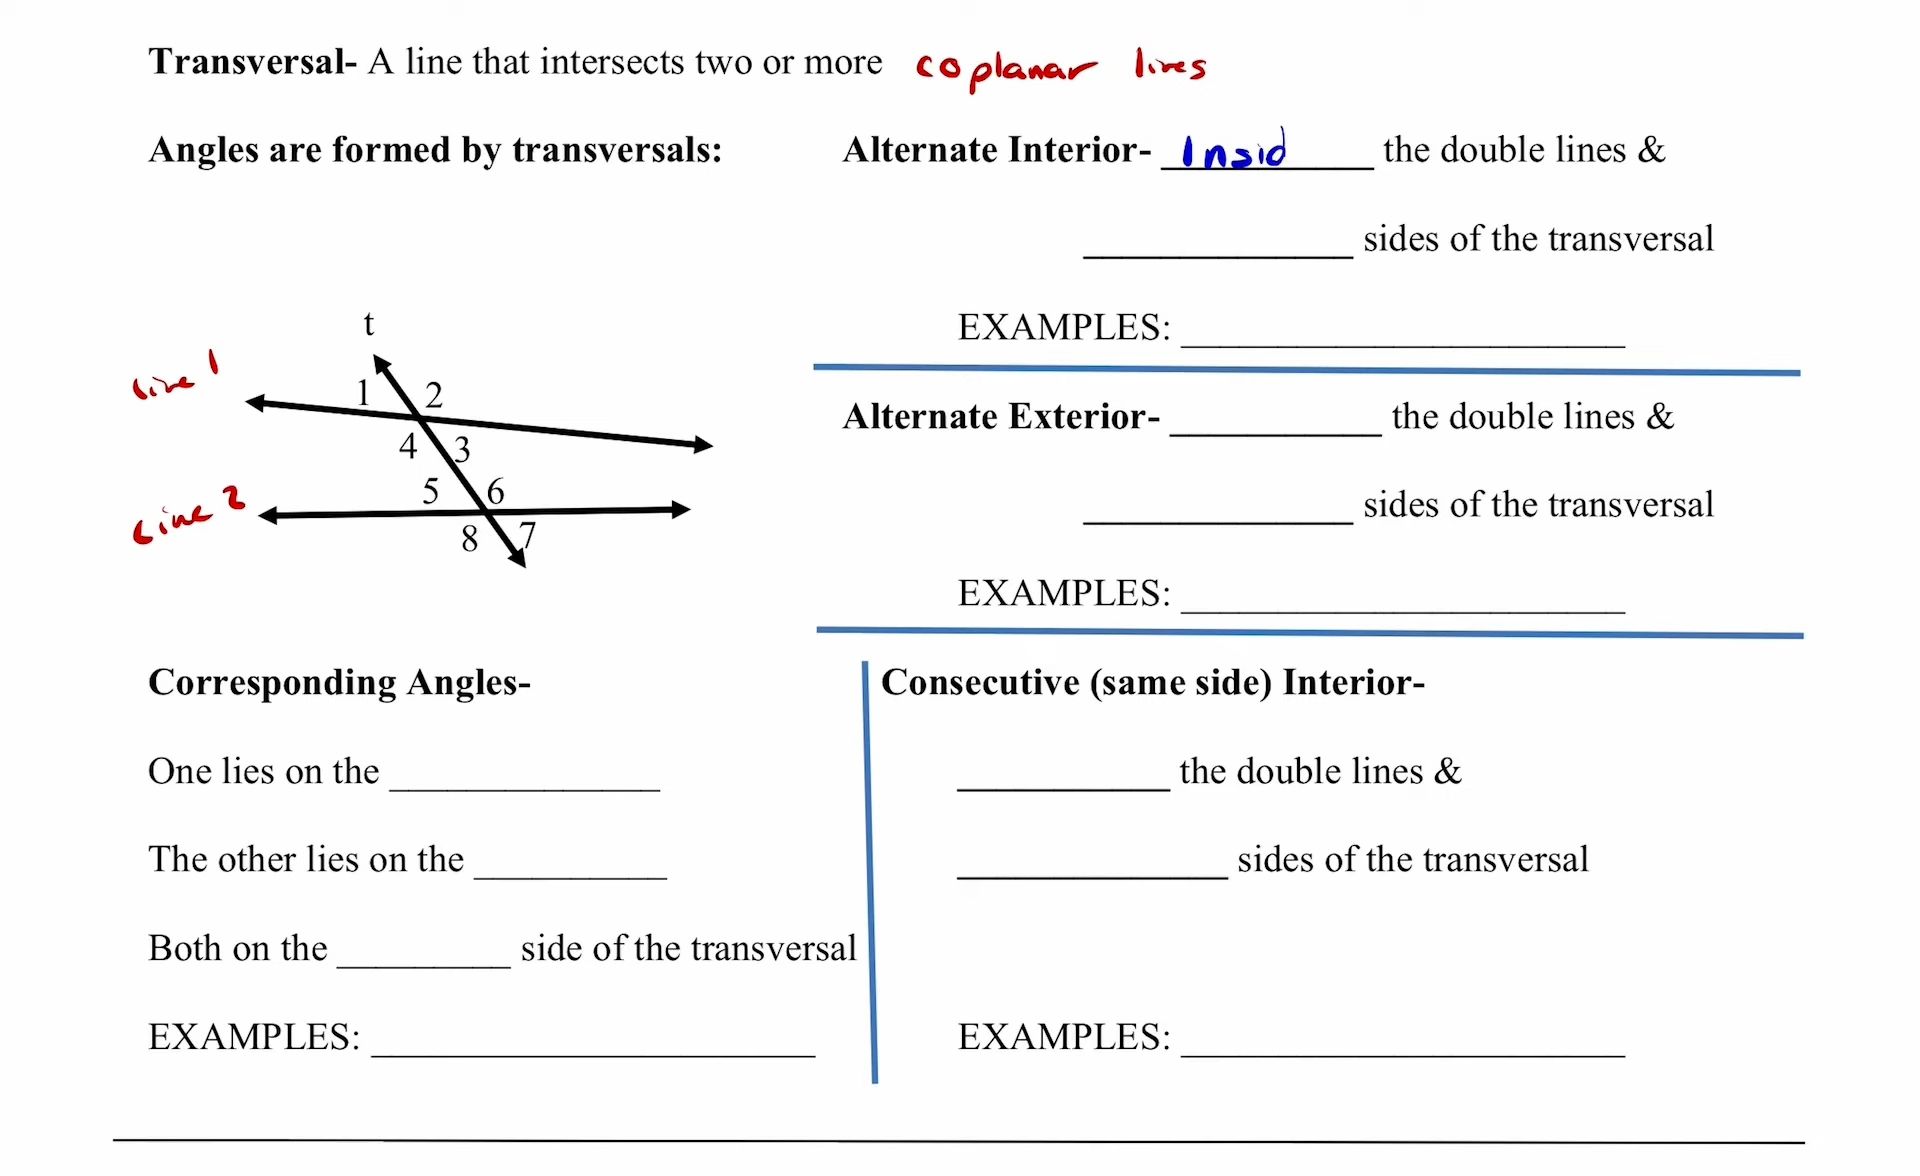 Transversal- A line that intersects two or more coplanar lines
Angles are formed by transversals:
Alternate Interior- Insid the double lines &
sides of the transversal
EXAMPLES:
t
line 1
1 2
4 3
line 2
5 6
8 7
Alternate Exterior- the double lines &
sides of the transversal
EXAMPLES:
Corresponding Angles-
One lies on the
The other lies on the
Both on the side of the transversal
EXAMPLES:
Consecutive (same side) Interior-
the double lines &
sides of the transversal
EXAMPLES: